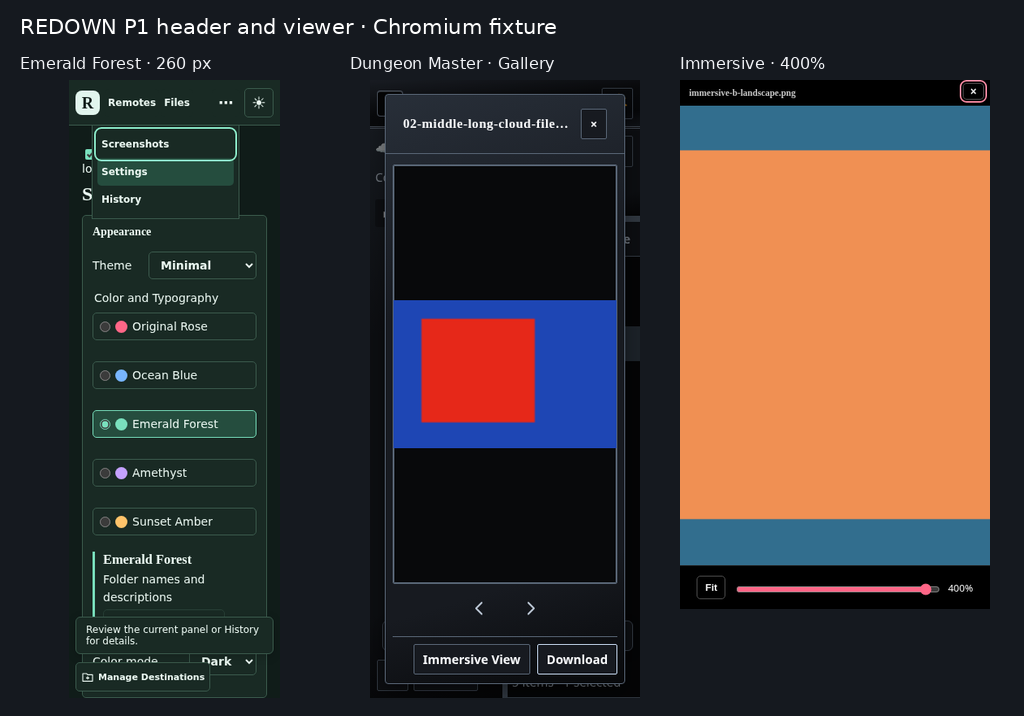 REDOWN P1 header and viewer · Chromium fixture
Emerald Forest · 260 px
R Remotes Files ···
Screenshots
Settings
History
Appearance
Theme Minimal
Color and Typography
Original Rose
Ocean Blue
Emerald Forest
Amethyst
Sunset Amber
Emerald Forest
Folder names and
descriptions
Review the current panel or History
for details.
Color mode Dark
Manage Destinations
Dungeon Master · Gallery
02-middle-long-cloud-file… ×
Immersive View Download
Immersive · 400%
immersive-b-landscape.png ×
Fit 400%